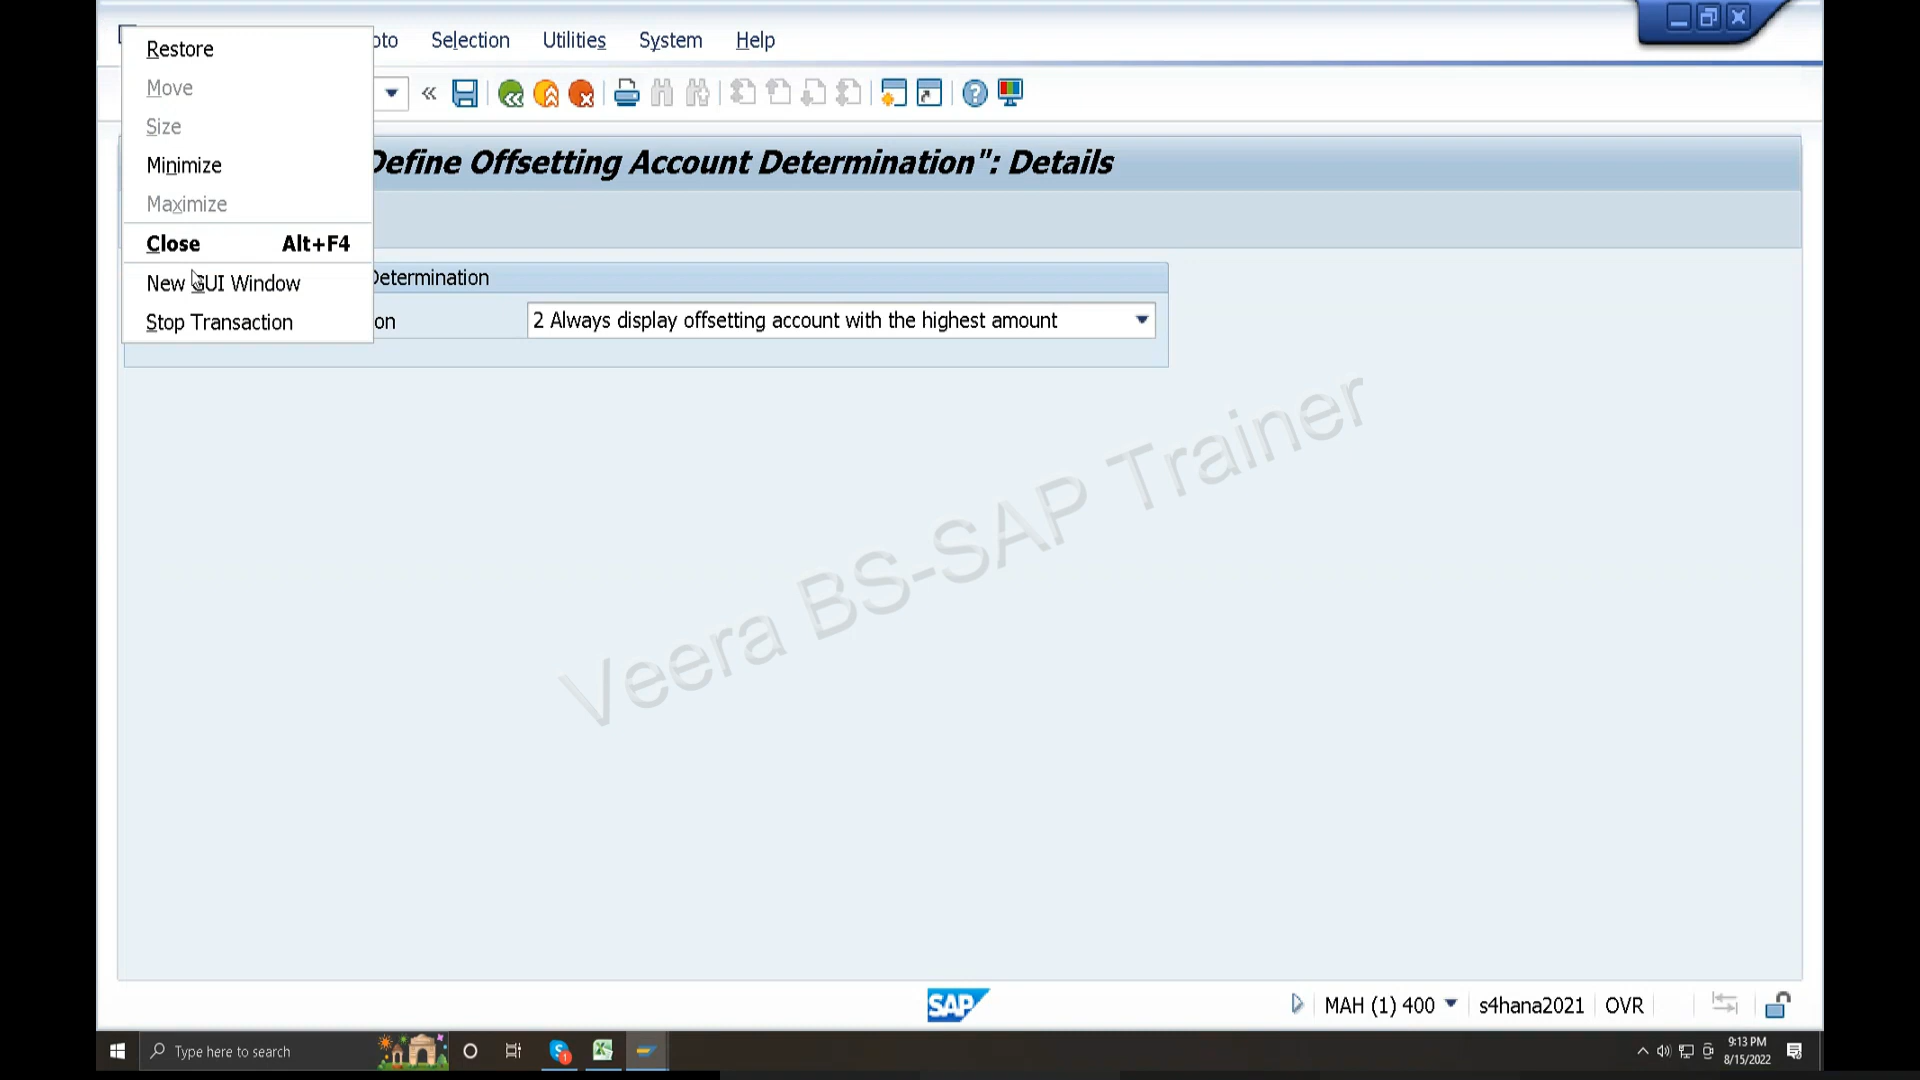 Restore
Move
Size
Minimize
Maximize
Close Alt+F4
New GUI Window
Stop Transaction
oto Selection Utilities System Help
Define Offsetting Account Determination": Details
Determination
on 2 Always display offsetting account with the highest amount
Veera BS-SAP Trainer
SAP
MAH (1) 400 s4hana2021 OVR
Type here to search
S 1
9:13 PM
8/15/2022